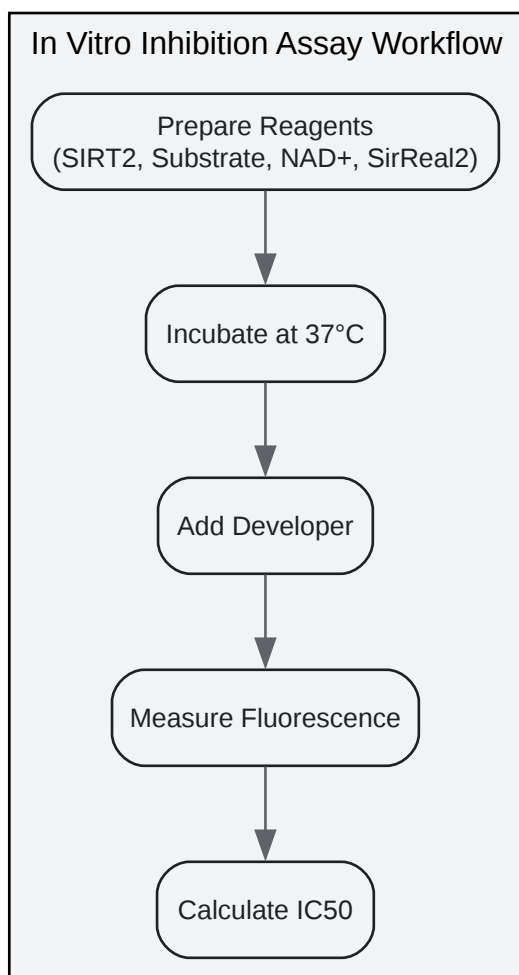 In Vitro Inhibition Assay Workflow
Prepare Reagents
(SIRT2, Substrate, NAD+, SirReal2)
Incubate at 37°C
Add Developer
Measure Fluorescence
Calculate IC50